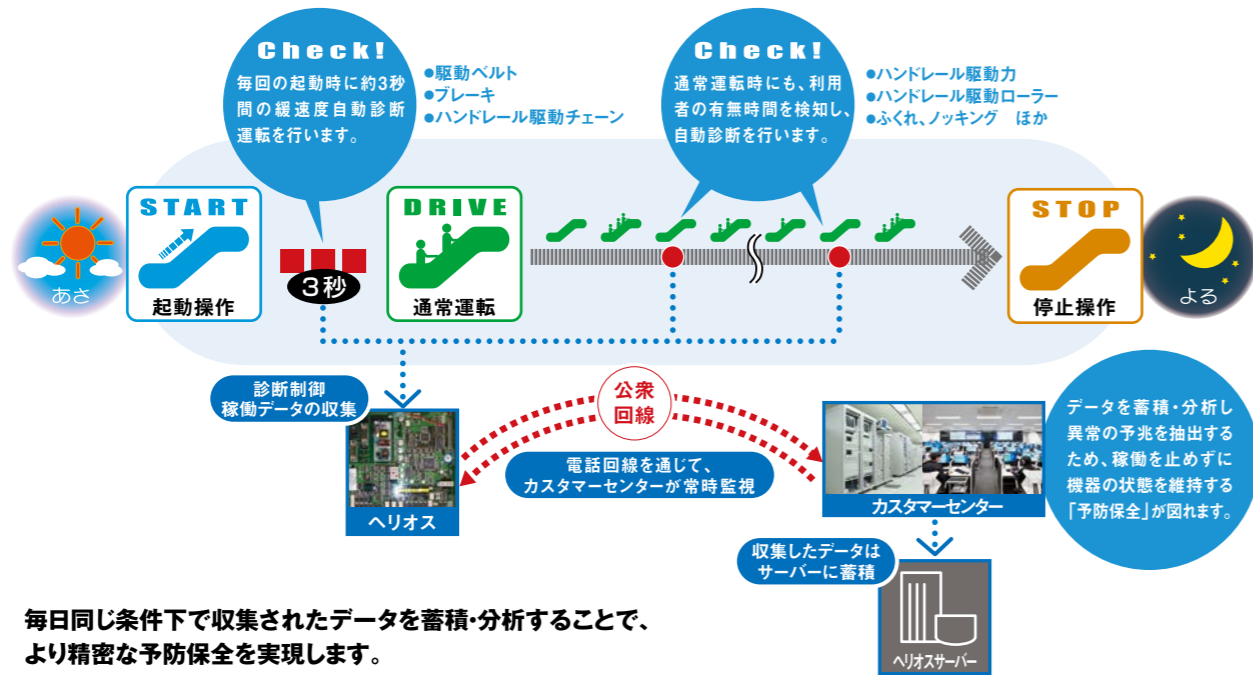 Check!
毎回の起動時に約3秒
間の緩速度自動診断
運転を行います。
●駆動ベルト
●ブレーキ
●ハンドレール駆動チェーン
Check!
通常運転時にも、利用
者の有無時間を検知し、
自動診断を行います。
●ハンドレール駆動力
●ハンドレール駆動ローラー
●ふくれ、ノッキング　ほか
あさ
START
起動操作
3秒
DRIVE
通常運転
STOP
停止操作
よる
診断制御
稼働データの収集
ヘリオス
公衆
回線
電話回線を通じて、
カスタマーセンターが常時監視
カスタマーセンター
データを蓄積・分析し
異常の予兆を抽出する
ため、稼働を止めずに
機器の状態を維持する
「予防保全」が図れます。
収集したデータは
サーバーに蓄積
ヘリオスサーバー
毎日同じ条件下で収集されたデータを蓄積・分析することで、
より精密な予防保全を実現します。